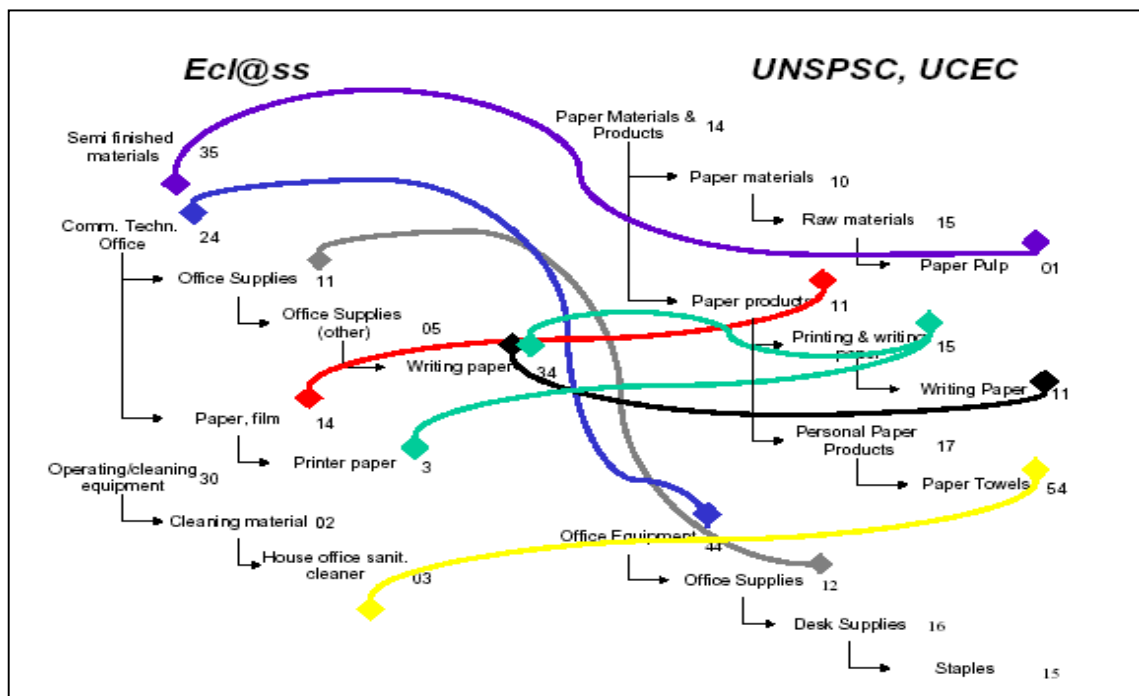 Ecl@ss
UNSPSC, UCEC
Semi finished
materials
35
Comm. Techn.
Office
24
Office Supplies
11
Office Supplies
(other)
05
Writing paper
34
Paper, film
14
Printer paper
3
Operating/cleaning
equipment
30
Cleaning material 02
House office sanit.
cleaner
03
Paper Materials &
Products
14
Paper materials
10
Raw materials
15
Paper Pulp
01
Paper products
11
Printing & writing
paper
15
Writing Paper
11
Personal Paper
Products
17
Paper Towels
54
Office Equipment
44
Office Supplies
12
Desk Supplies
16
Staples
15